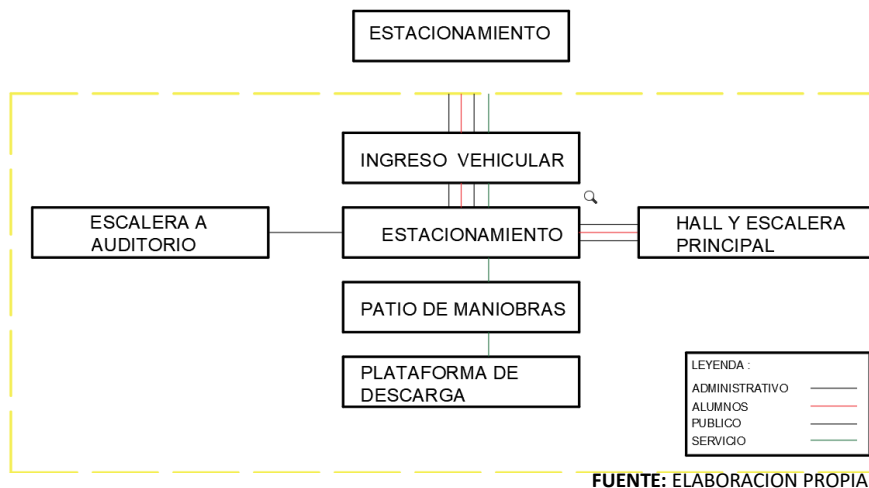 ESTACIONAMIENTO
INGRESO VEHICULAR
ESCALERA A
AUDITORIO
ESTACIONAMIENTO
HALL Y ESCALERA
PRINCIPAL
PATIO DE MANIOBRAS
PLATAFORMA DE
DESCARGA
LEYENDA :
ADMINISTRATIVO
ALUMNOS
PUBLICO
SERVICIO
FUENTE: ELABORACION PROPIA